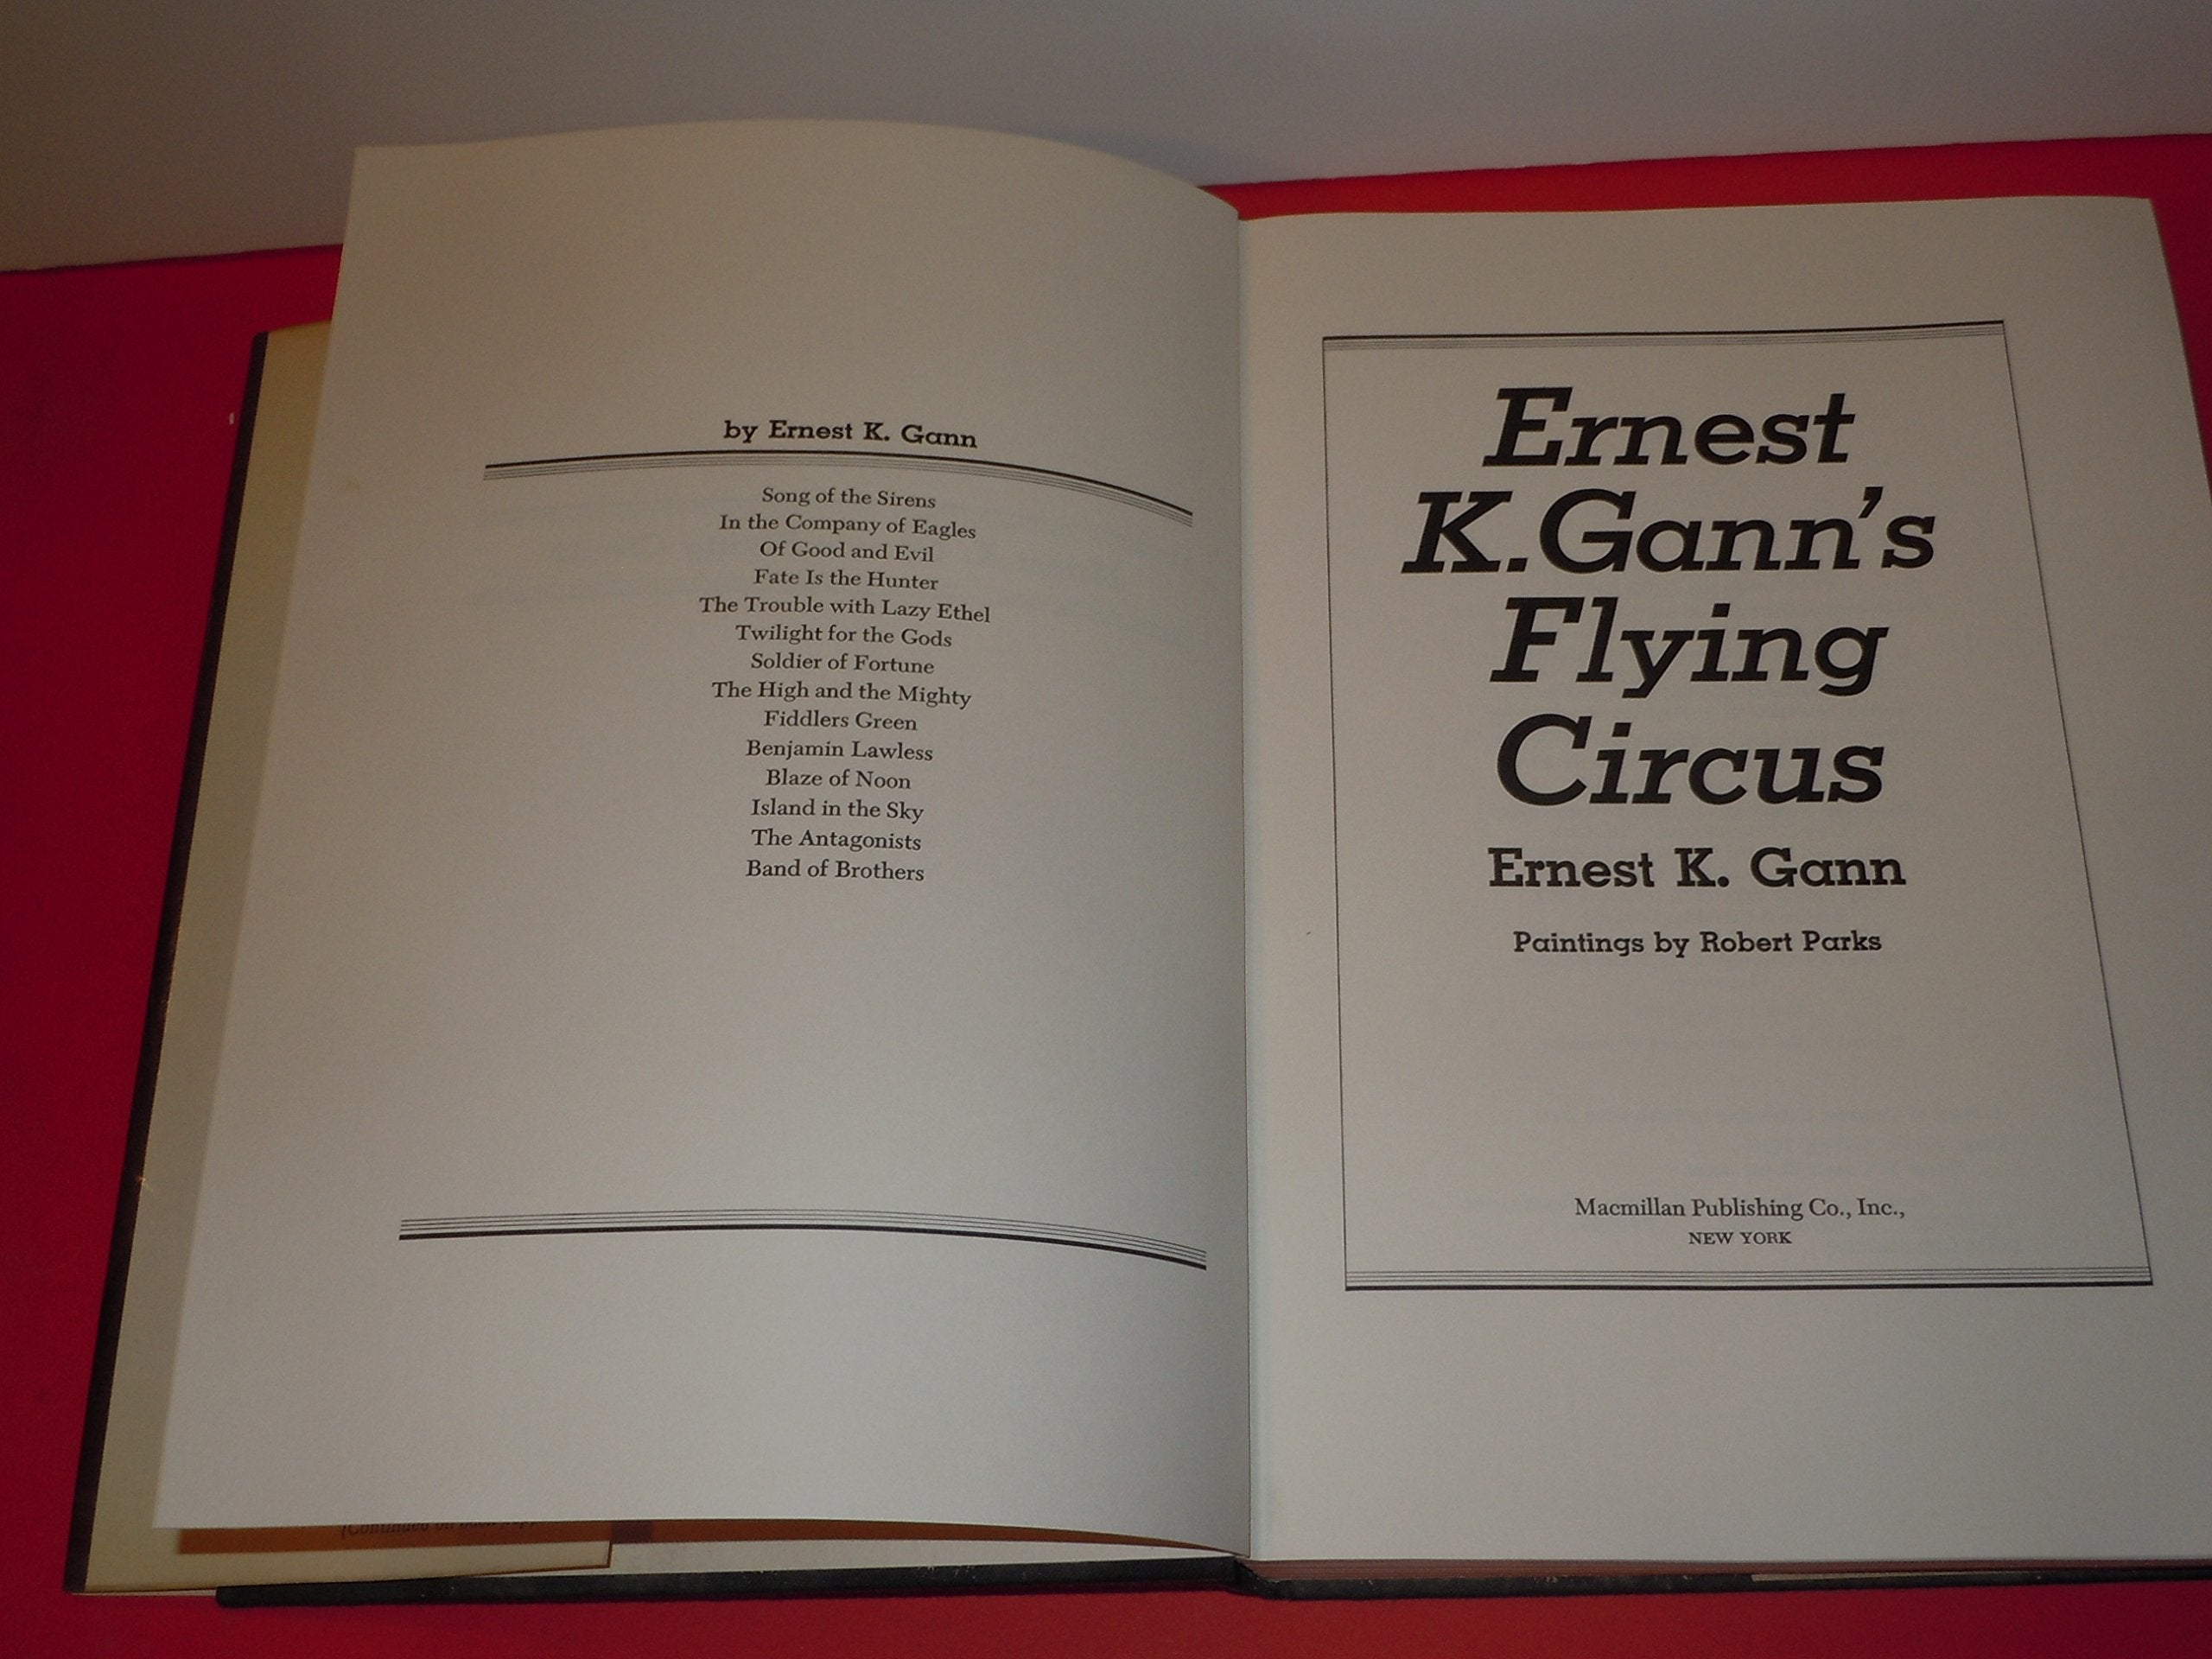 by Ernest K. Gann
Song of the Sirens
In the Company of Eagles
Of Good and Evil
Fate Is the Hunter
The Trouble with Lazy Ethel
Twilight for the Gods
Soldier of Fortune
The High and the Mighty
Fiddlers Green
Benjamin Lawless
Blaze of Noon
Island in the Sky
The Antagonists
Band of Brothers
Ernest
K. Gann's
Flying
Circus
Ernest K. Gann
Paintings by Robert Parks
Macmillan Publishing Co., Inc.,
NEW YORK
(Continued on back